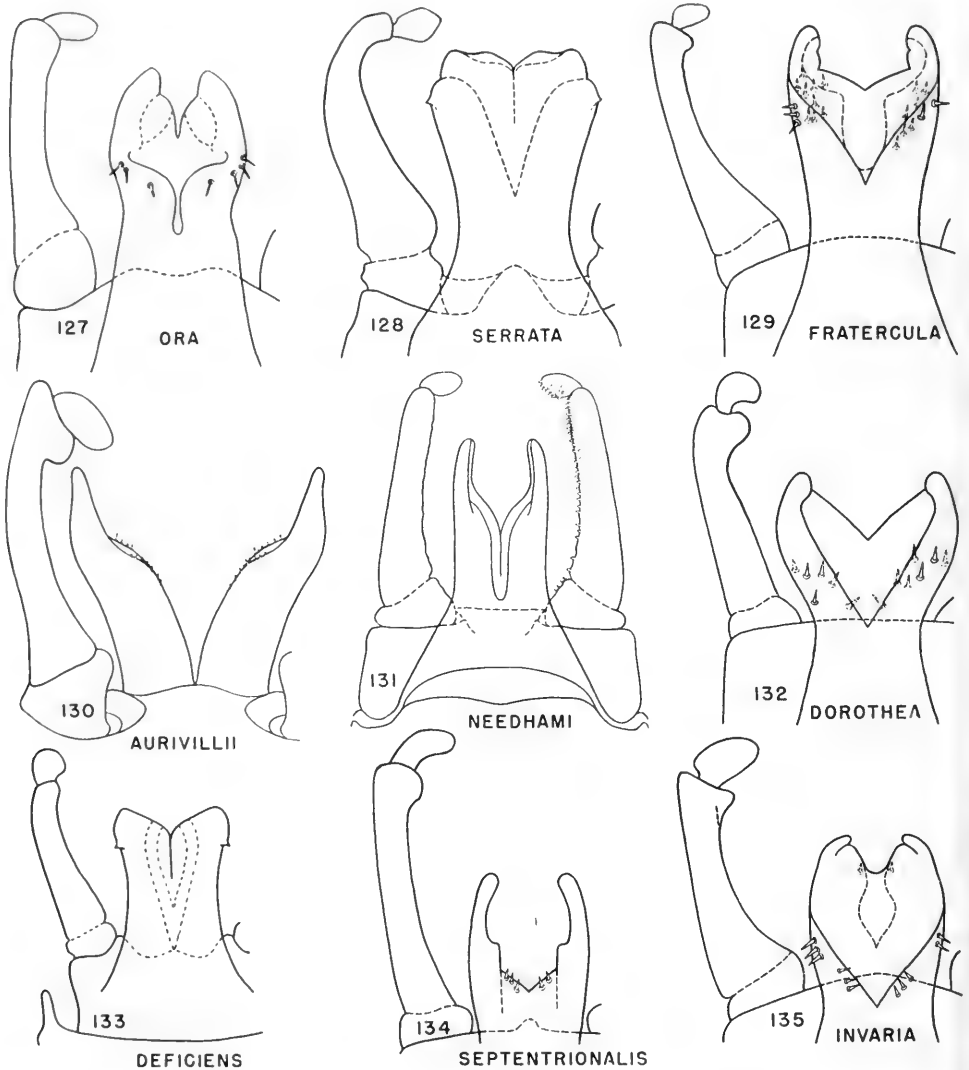 127
ORA
128
SERRATA
129
FRATERCULA
130
AURIVILLII
131
NEEDHAMI
132
DOROTHEA
133
DEFICIENS
134
SEPTENTRIONALIS
135
INVARIA